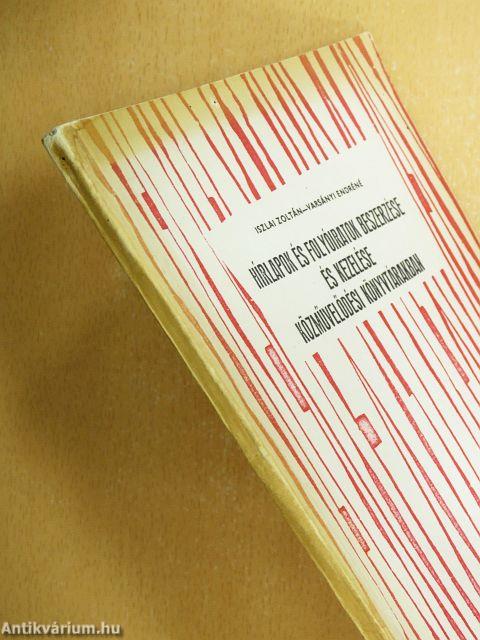 ISZLAI ZOLTÁN—VARSÁNYI ENDRÉNÉ
HÍRLAPOK ÉS FOLYÓIRATOK BESZERZÉSE
ÉS KEZELÉSE
KÖZMŰVELŐDÉSI KÖNYVTÁRAKBAN
Antikvárium.hu